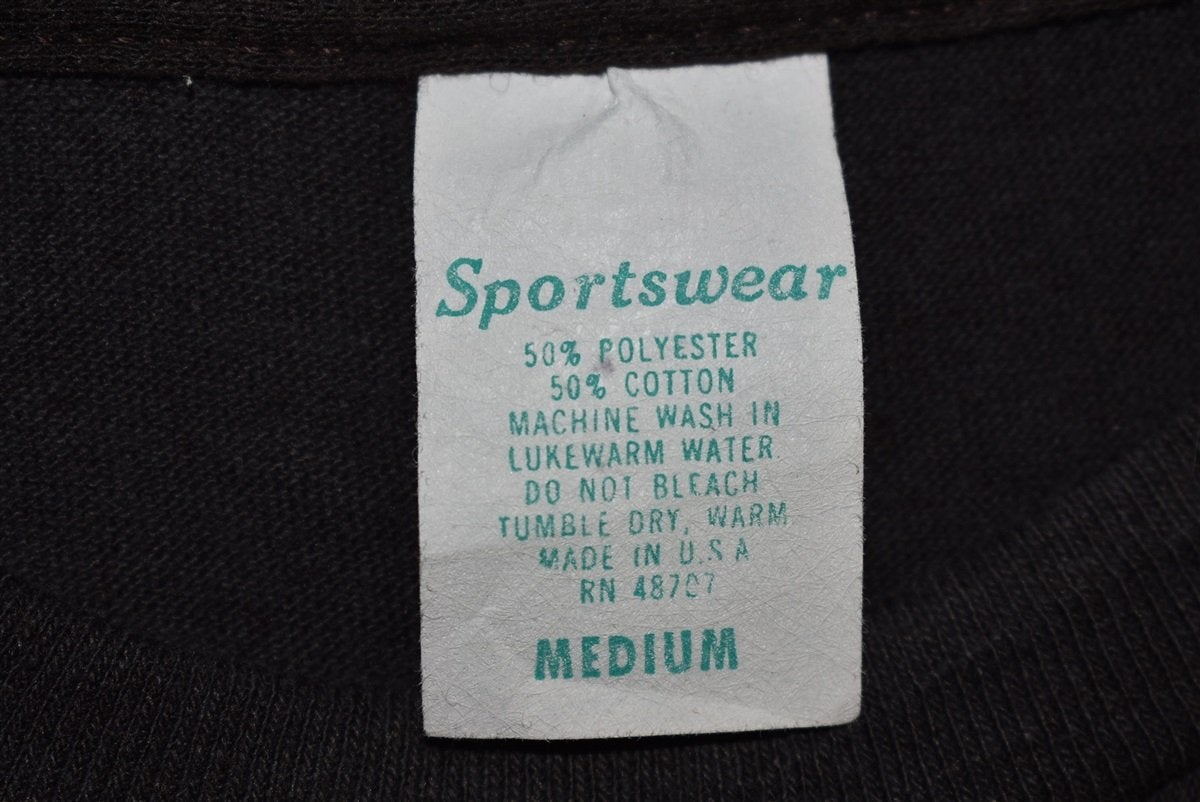 Sportswear
50% POLYESTER
50% COTTON
MACHINE WASH IN
LUKEWARM WATER
DO NOT BLEACH
TUMBLE DRY, WARM
MADE IN U.S.A
RN 48707
MEDIUM